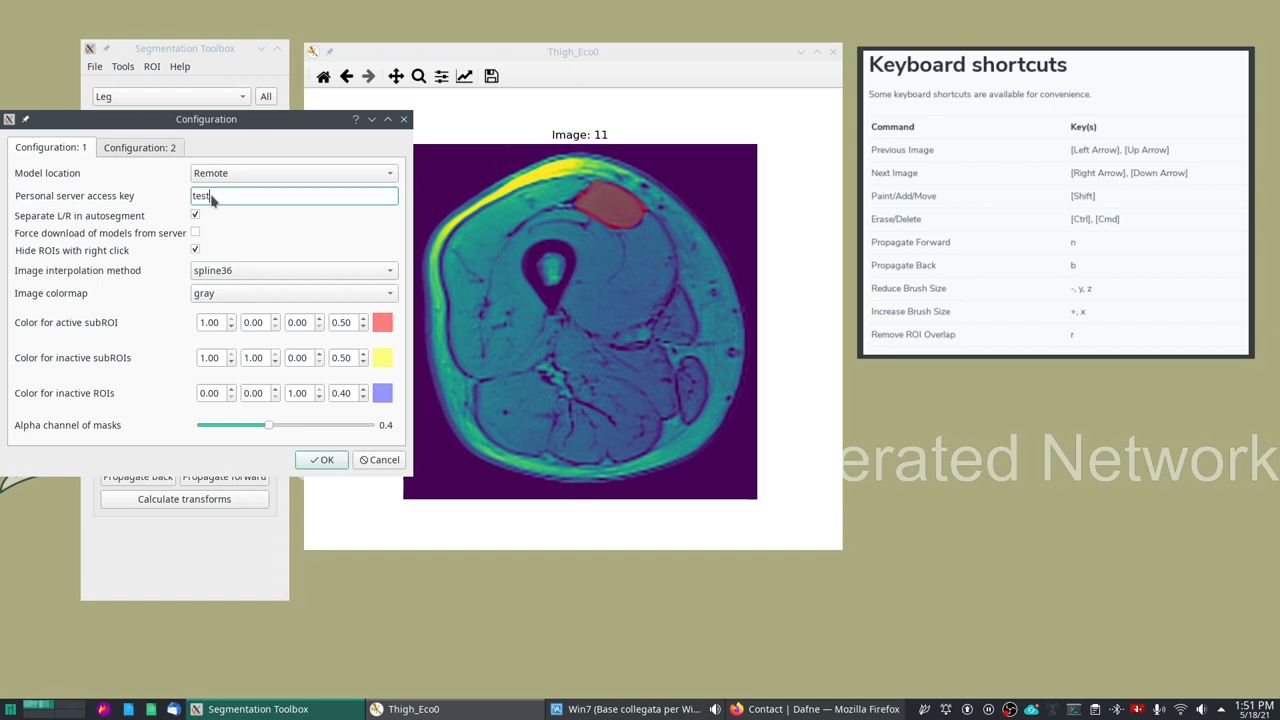 Segmentation Toolbox
File Tools ROI Help
Leg All
Configuration
Configuration: 1 Configuration: 2
Model location Remote
Personal server access key test
Separate L/R in autosegment
Force download of models from server
Hide ROIs with right click
Image interpolation method spline36
Image colormap gray
Color for active subROI 1.00 0.00 0.00 0.50
Color for inactive subROIs 1.00 1.00 0.00 0.50
Color for inactive ROIs 0.00 0.00 1.00 0.40
Alpha channel of masks 0.4
OK Cancel
Propagate back Propagate forward
Calculate transforms
Thigh_Eco0
Image: 11
Keyboard shortcuts
Some keyboard shortcuts are available for convenience.
Command Key(s)
Previous Image [Left Arrow], [Up Arrow]
Next Image [Right Arrow], [Down Arrow]
Paint/Add/Move [Shift]
Erase/Delete [Ctrl], [Cmd]
Propagate Forward n
Propagate Back b
Reduce Brush Size -, y, z
Increase Brush Size +, x
Remove ROI Overlap r
erated Network
Segmentation Toolbox Thigh_Eco0 Win7 (Base collegata per Wi... Contact | Dafne — Mozilla Firefox 1:51 PM
5/18/21